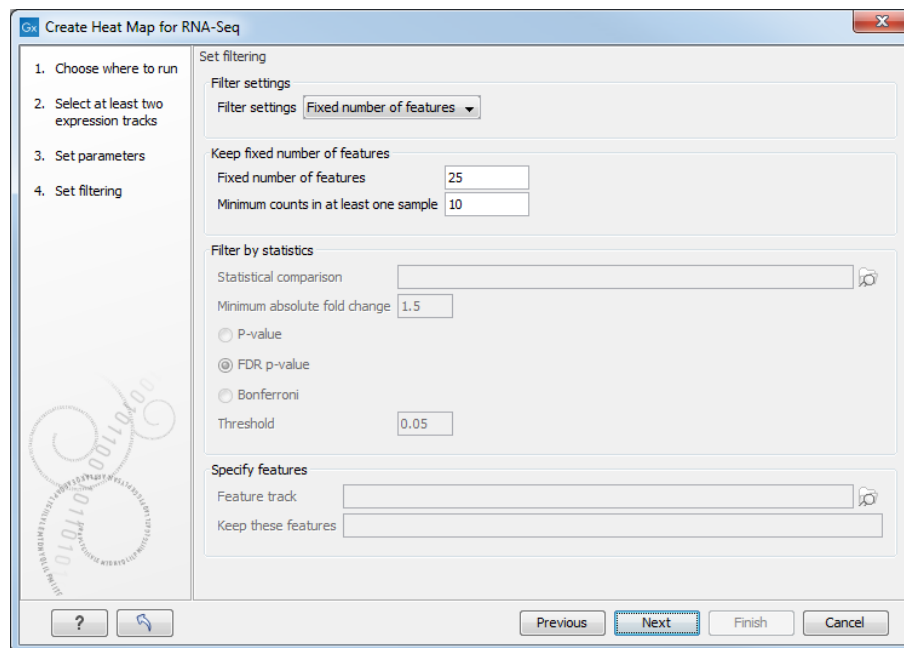 Gx Create Heat Map for RNA-Seq
1. Choose where to run
2. Select at least two
expression tracks
3. Set parameters
4. Set filtering
Set filtering
Filter settings
Filter settings Fixed number of features
Keep fixed number of features
Fixed number of features 25
Minimum counts in at least one sample 10
Filter by statistics
Statistical comparison
Minimum absolute fold change 1.5
P-value
FDR p-value
Bonferroni
Threshold 0.05
Specify features
Feature track
Keep these features
? Previous Next Finish Cancel